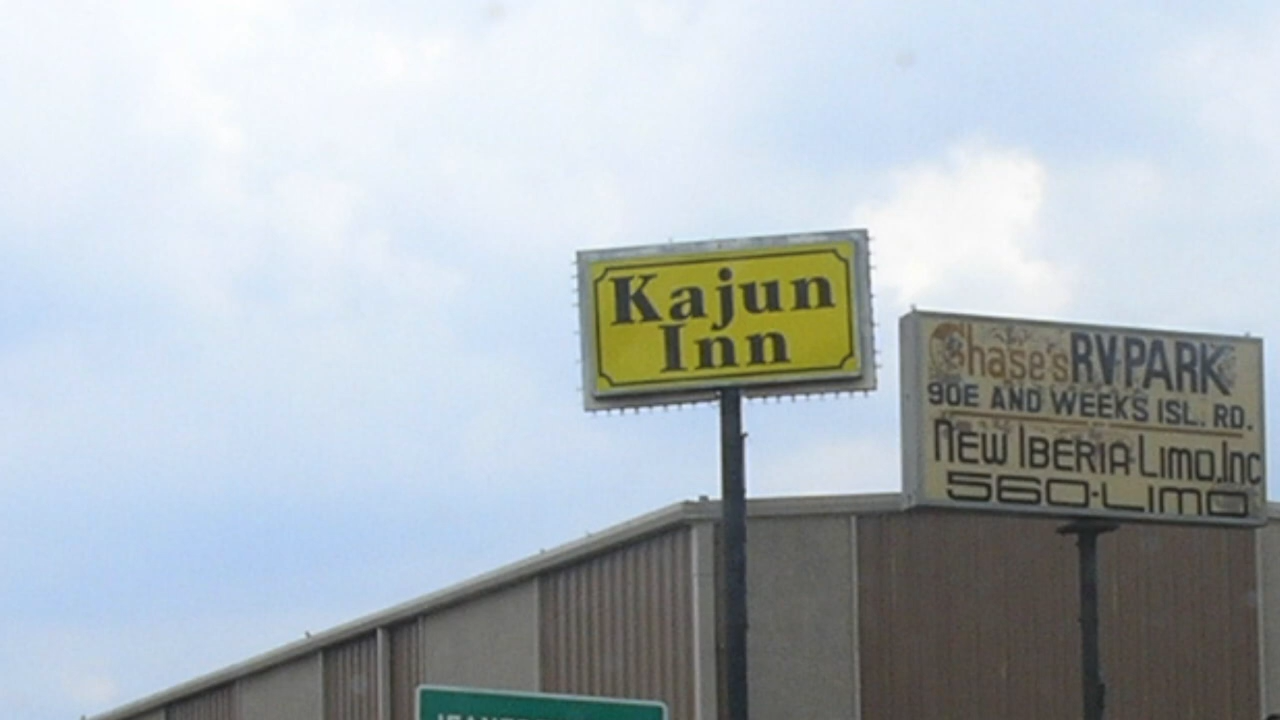 Kajun
Inn
Chase's RV PARK
90E AND WEEKS ISL. RD.
NEW IBERIA LIMO, Inc
560-LIMO